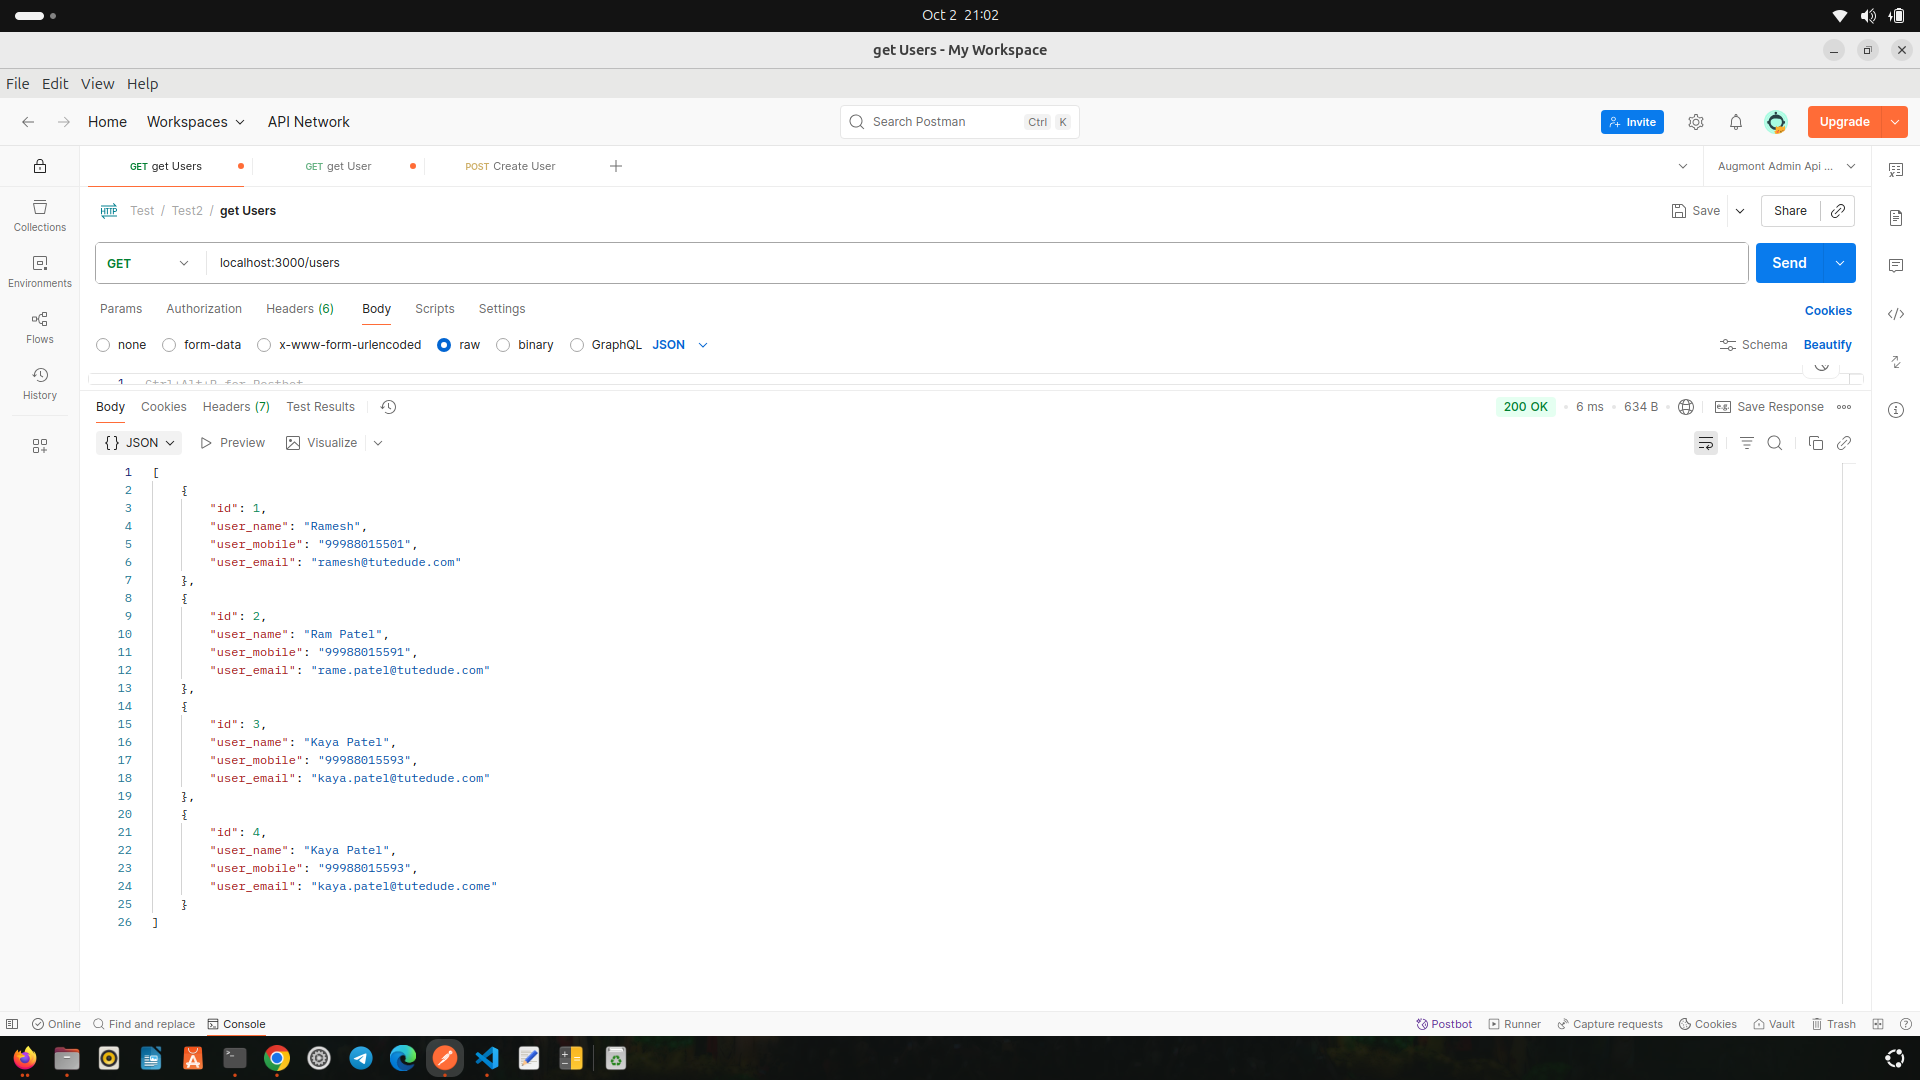 Oct 2 21:02
get Users - My Workspace
File Edit View Help
Home Workspaces API Network Search Postman Ctrl K Invite Upgrade
GET get Users GET get User POST Create User Augmont Admin Api ...
HTTP Test / Test2 / get Users Save Share
GET localhost:3000/users Send
Params Authorization Headers (6) Body Scripts Settings Cookies
none form-data x-www-form-urlencoded raw binary GraphQL JSON Schema Beautify
1 Ctrl+Alt+P for Postbot
Collections
Environments
Flows
History
Body Cookies Headers (7) Test Results 200 OK 6 ms 634 B e.g. Save Response
{} JSON Preview Visualize
1 [
2 {
3 "id": 1,
4 "user_name": "Ramesh",
5 "user_mobile": "99988015501",
6 "user_email": "ramesh@tutedude.com"
7 },
8 {
9 "id": 2,
10 "user_name": "Ram Patel",
11 "user_mobile": "99988015591",
12 "user_email": "rame.patel@tutedude.com"
13 },
14 {
15 "id": 3,
16 "user_name": "Kaya Patel",
17 "user_mobile": "99988015593",
18 "user_email": "kaya.patel@tutedude.com"
19 },
20 {
21 "id": 4,
22 "user_name": "Kaya Patel",
23 "user_mobile": "99988015593",
24 "user_email": "kaya.patel@tutedude.come"
25 }
26 ]
Online Find and replace Console Postbot Runner Capture requests Cookies Vault Trash